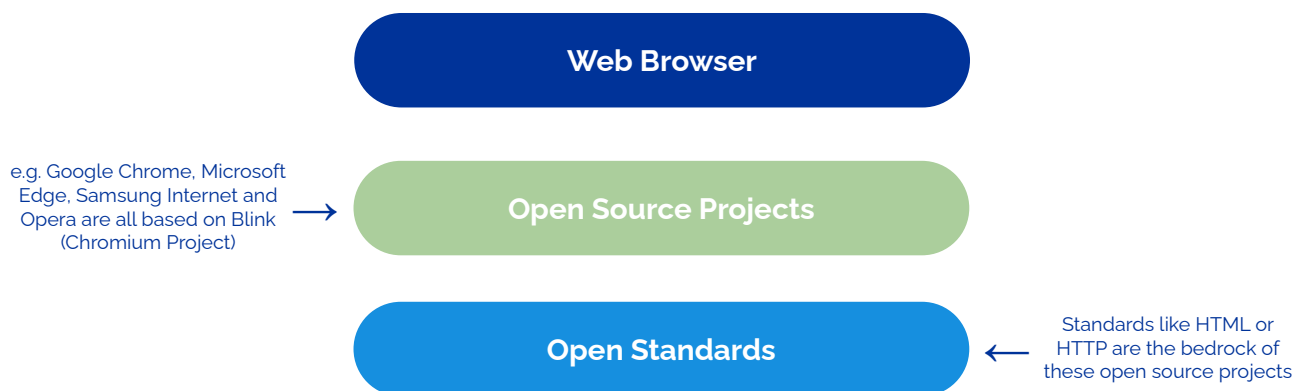 Web Browser
e.g. Google Chrome, Microsoft
Edge, Samsung Internet and
Opera are all based on Blink
(Chromium Project)
Open Source Projects
Open Standards
Standards like HTML or
HTTP are the bedrock of
these open source projects